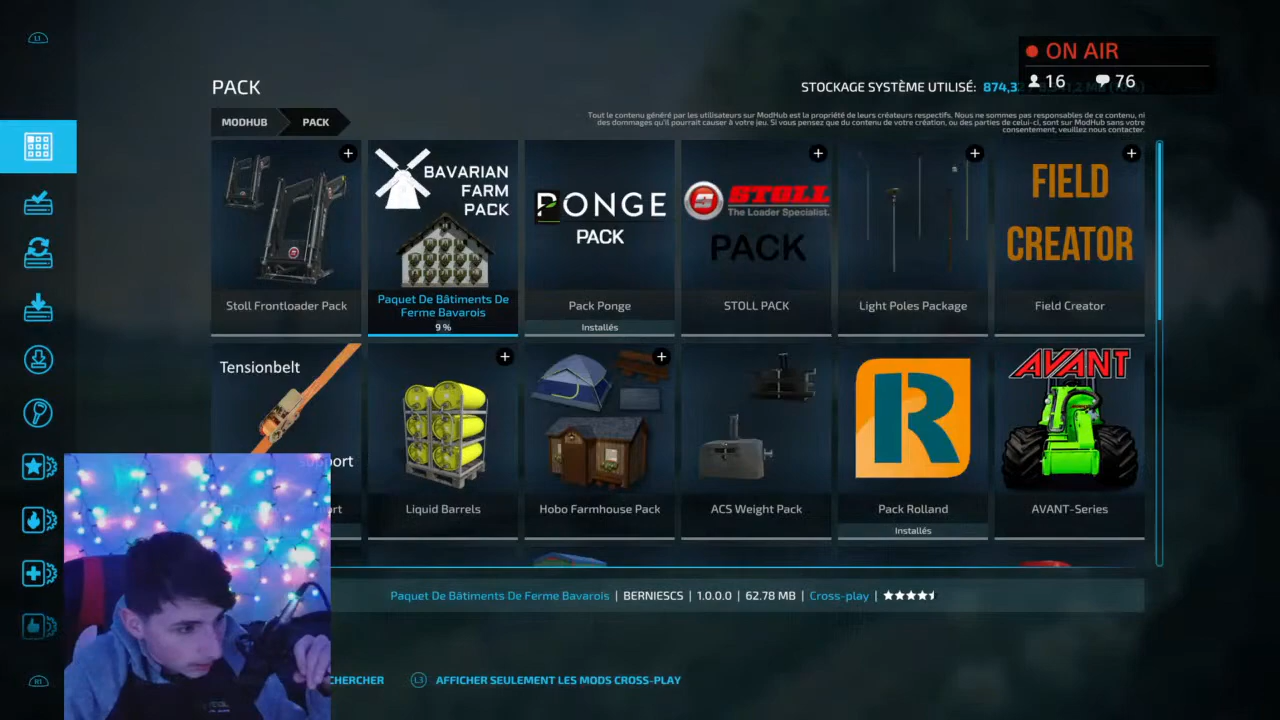 L1
ON AIR
16 76
PACK
STOCKAGE SYSTÈME UTILISÉ: 874,3
MODHUB PACK
Tout le contenu généré par les utilisateurs sur ModHub est la propriété de leurs créateurs respectifs. Nous ne sommes pas responsables de ce contenu, ni
des dommages qu'il pourrait causer à votre jeu. Si vous pensez que du contenu de votre création, ou des parties de celui-ci, sont sur ModHub sans votre
consentement, veuillez nous contacter.
BAVARIAN
FARM
PACK
PONGE
PACK
STOLL
The Loader Specialist.
PACK
FIELD
CREATOR
Stoll Frontloader Pack
Paquet De Bâtiments De
Ferme Bavarois
9 %
Pack Ponge
Installés
STOLL PACK
Light Poles Package
Field Creator
Tensionbelt
support
R
AVANT
Liquid Barrels
Hobo Farmhouse Pack
ACS Weight Pack
Pack Rolland
Installés
AVANT-Series
Paquet De Bâtiments De Ferme Bavarois | BERNIESCS | 1.0.0.0 | 62.78 MB | Cross-play |
R1
CHERCHER
L3 AFFICHER SEULEMENT LES MODS CROSS-PLAY